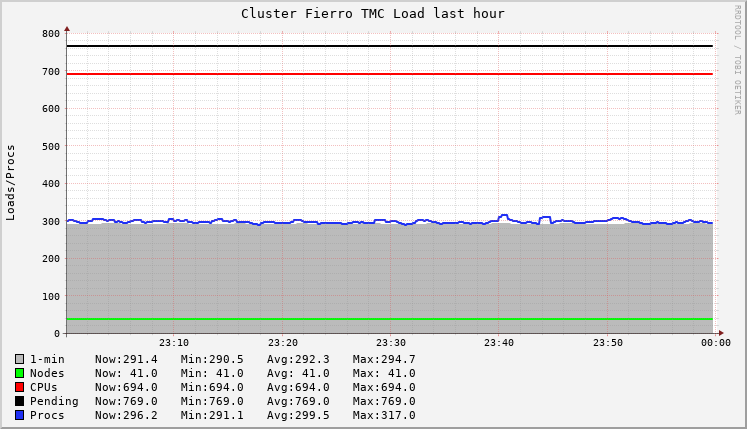 Cluster Fierro TMC Load last hour
RRDTOOL / TOBI OETIKER
Loads/Procs
800
700
600
500
400
300
200
100
0
23:10 23:20 23:30 23:40 23:50 00:00
1-min Now:291.4 Min:290.5 Avg:292.3 Max:294.7
Nodes Now: 41.0 Min: 41.0 Avg: 41.0 Max: 41.0
CPUs Now:694.0 Min:694.0 Avg:694.0 Max:694.0
Pending Now:769.0 Min:769.0 Avg:769.0 Max:769.0
Procs Now:296.2 Min:291.1 Avg:299.5 Max:317.0